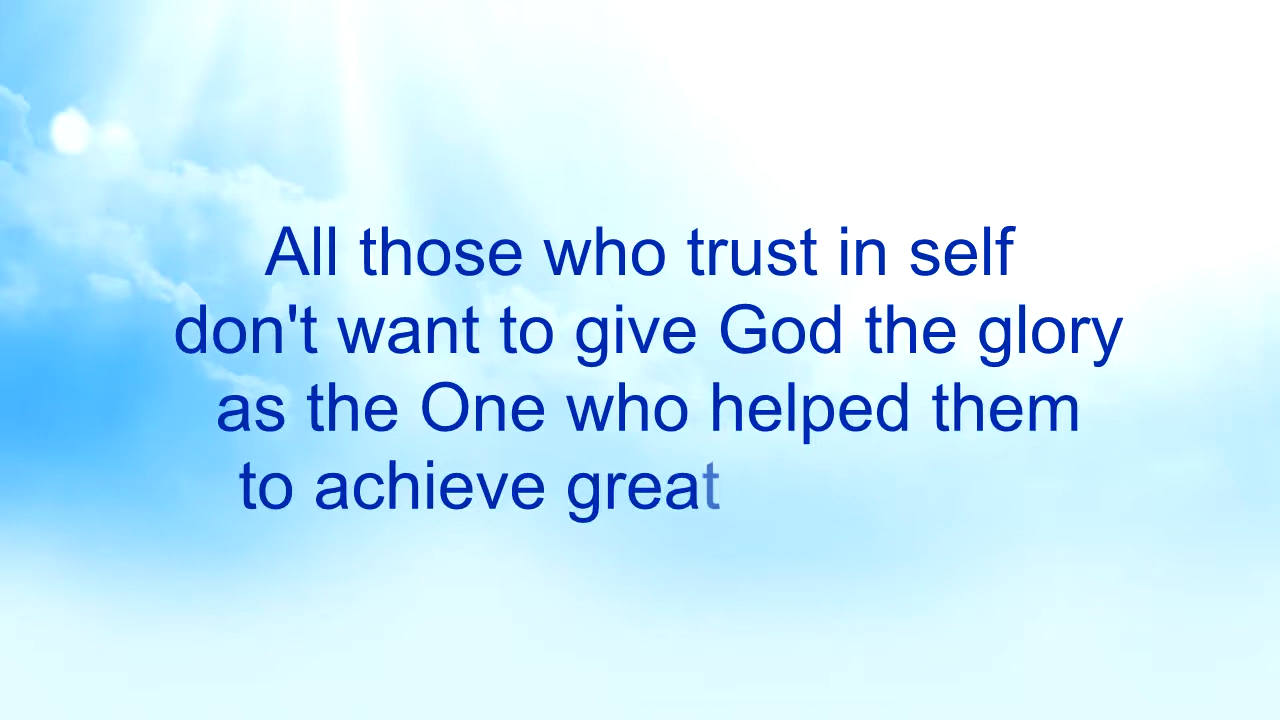 All those who trust in self
don't want to give God the glory
as the One who helped them
to achieve great